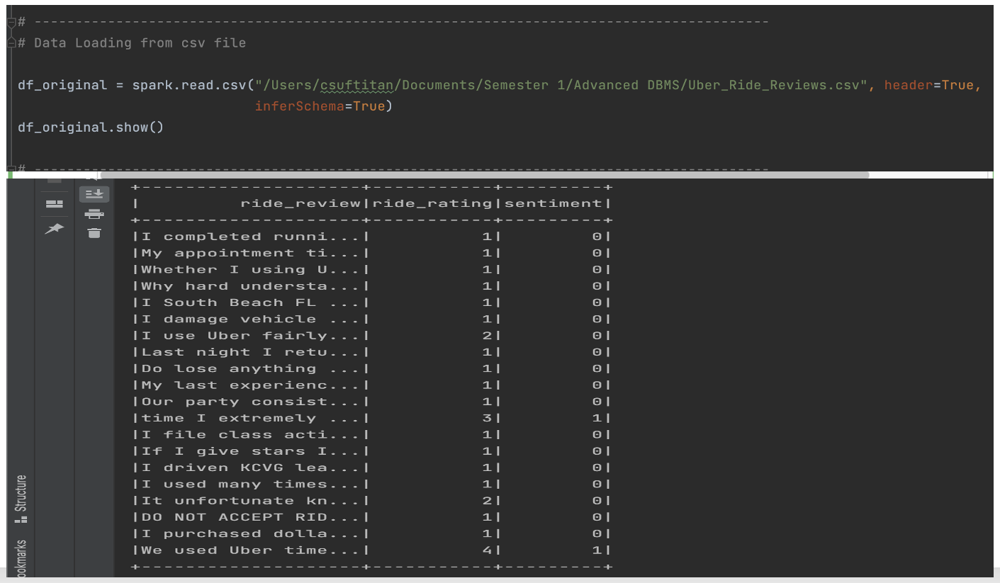 # ------------------------------------------------------------------------------------------
# Data Loading from csv file
df_original = spark.read.csv("/Users/csuftitan/Documents/Semester 1/Advanced DBMS/Uber_Ride_Reviews.csv", header=True,
inferSchema=True)
df_original.show()
# ------------------------------------------------------------------------------------------
+--------------------+-----------+---------+
|         ride_review|ride_rating|sentiment|
+--------------------+-----------+---------+
|I completed runni...|          1|        0|
|My appointment ti...|          1|        0|
|Whether I using U...|          1|        0|
|Why hard understa...|          1|        0|
|I South Beach FL ...|          1|        0|
|I damage vehicle ...|          1|        0|
|I use Uber fairly...|          2|        0|
|Last night I retu...|          1|        0|
|Do lose anything ...|          1|        0|
|My last experienc...|          1|        0|
|Our party consist...|          1|        0|
|time I extremely ...|          3|        1|
|I file class acti...|          1|        0|
|If I give stars I...|          1|        0|
|I driven KCVG lea...|          1|        0|
|I used many times...|          1|        0|
|It unfortunate kn...|          2|        0|
|DO NOT ACCEPT RID...|          1|        0|
|I purchased dolla...|          1|        0|
|We used Uber time...|          4|        1|
+--------------------+-----------+---------+
Structure
ookmarks